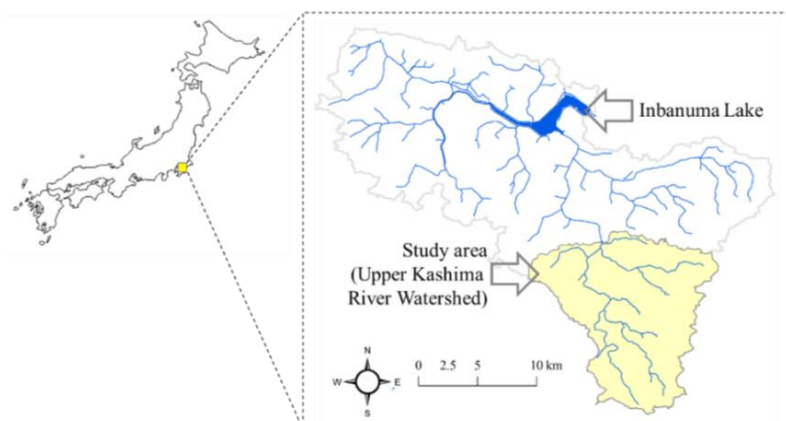 Inbanuma Lake
Study area
(Upper Kashima
River Watershed)
N
W E
S
0 2.5 5 10 km